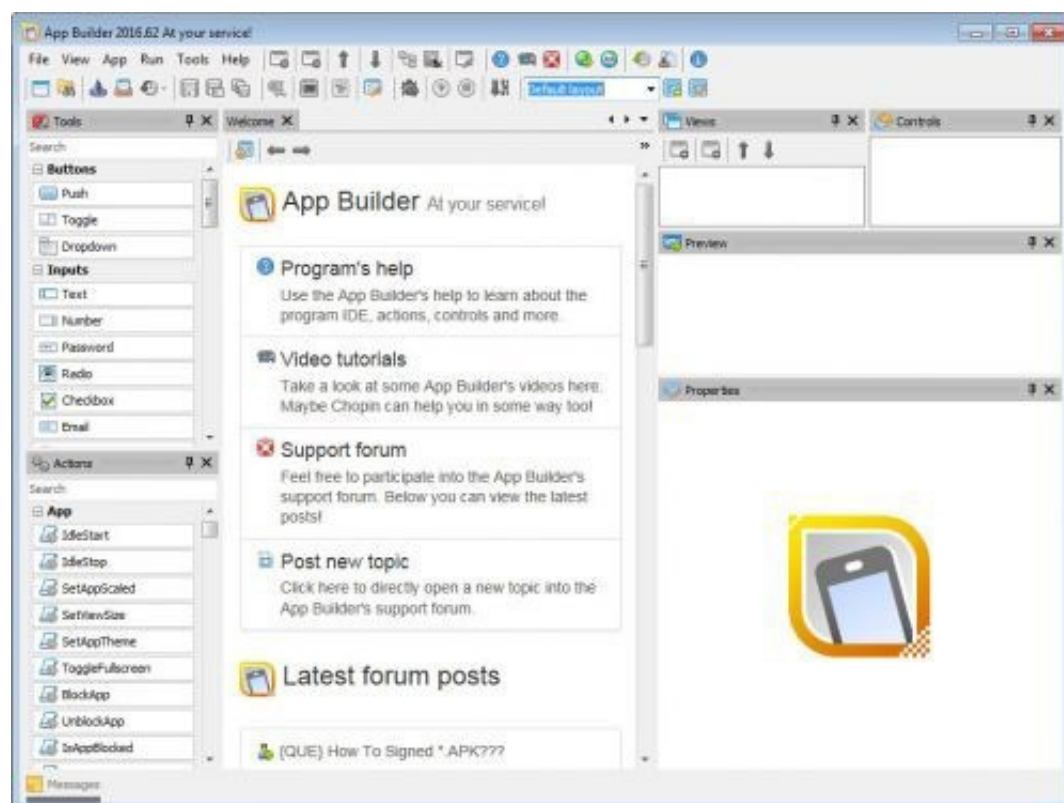 App Builder 2016.62 At your service!
File View App Run Tools Help
Default layout
Tools
Search
Buttons
Push
Toggle
Dropdown
Inputs
Text
Number
Password
Radio
Checkbox
Email
Actions
Search
App
IdleStart
IdleStop
SetAppScaled
SetViewSize
SetAppTheme
ToggleFullscreen
BlockApp
UnblockApp
IsAppBlocked
Welcome
App Builder At your service!
Program's help
Use the App Builder's help to learn about the
program IDE, actions, controls and more.
Video tutorials
Take a look at some App Builder's videos here.
Maybe Chopin can help you in some way too!
Support forum
Feel free to participate into the App Builder's
support forum. Below you can view the latest
posts!
Post new topic
Click here to directly open a new topic into the
App Builder's support forum.
Latest forum posts
(QUE) How To Signed *.APK???
Views
Controls
Preview
Properties
Messages